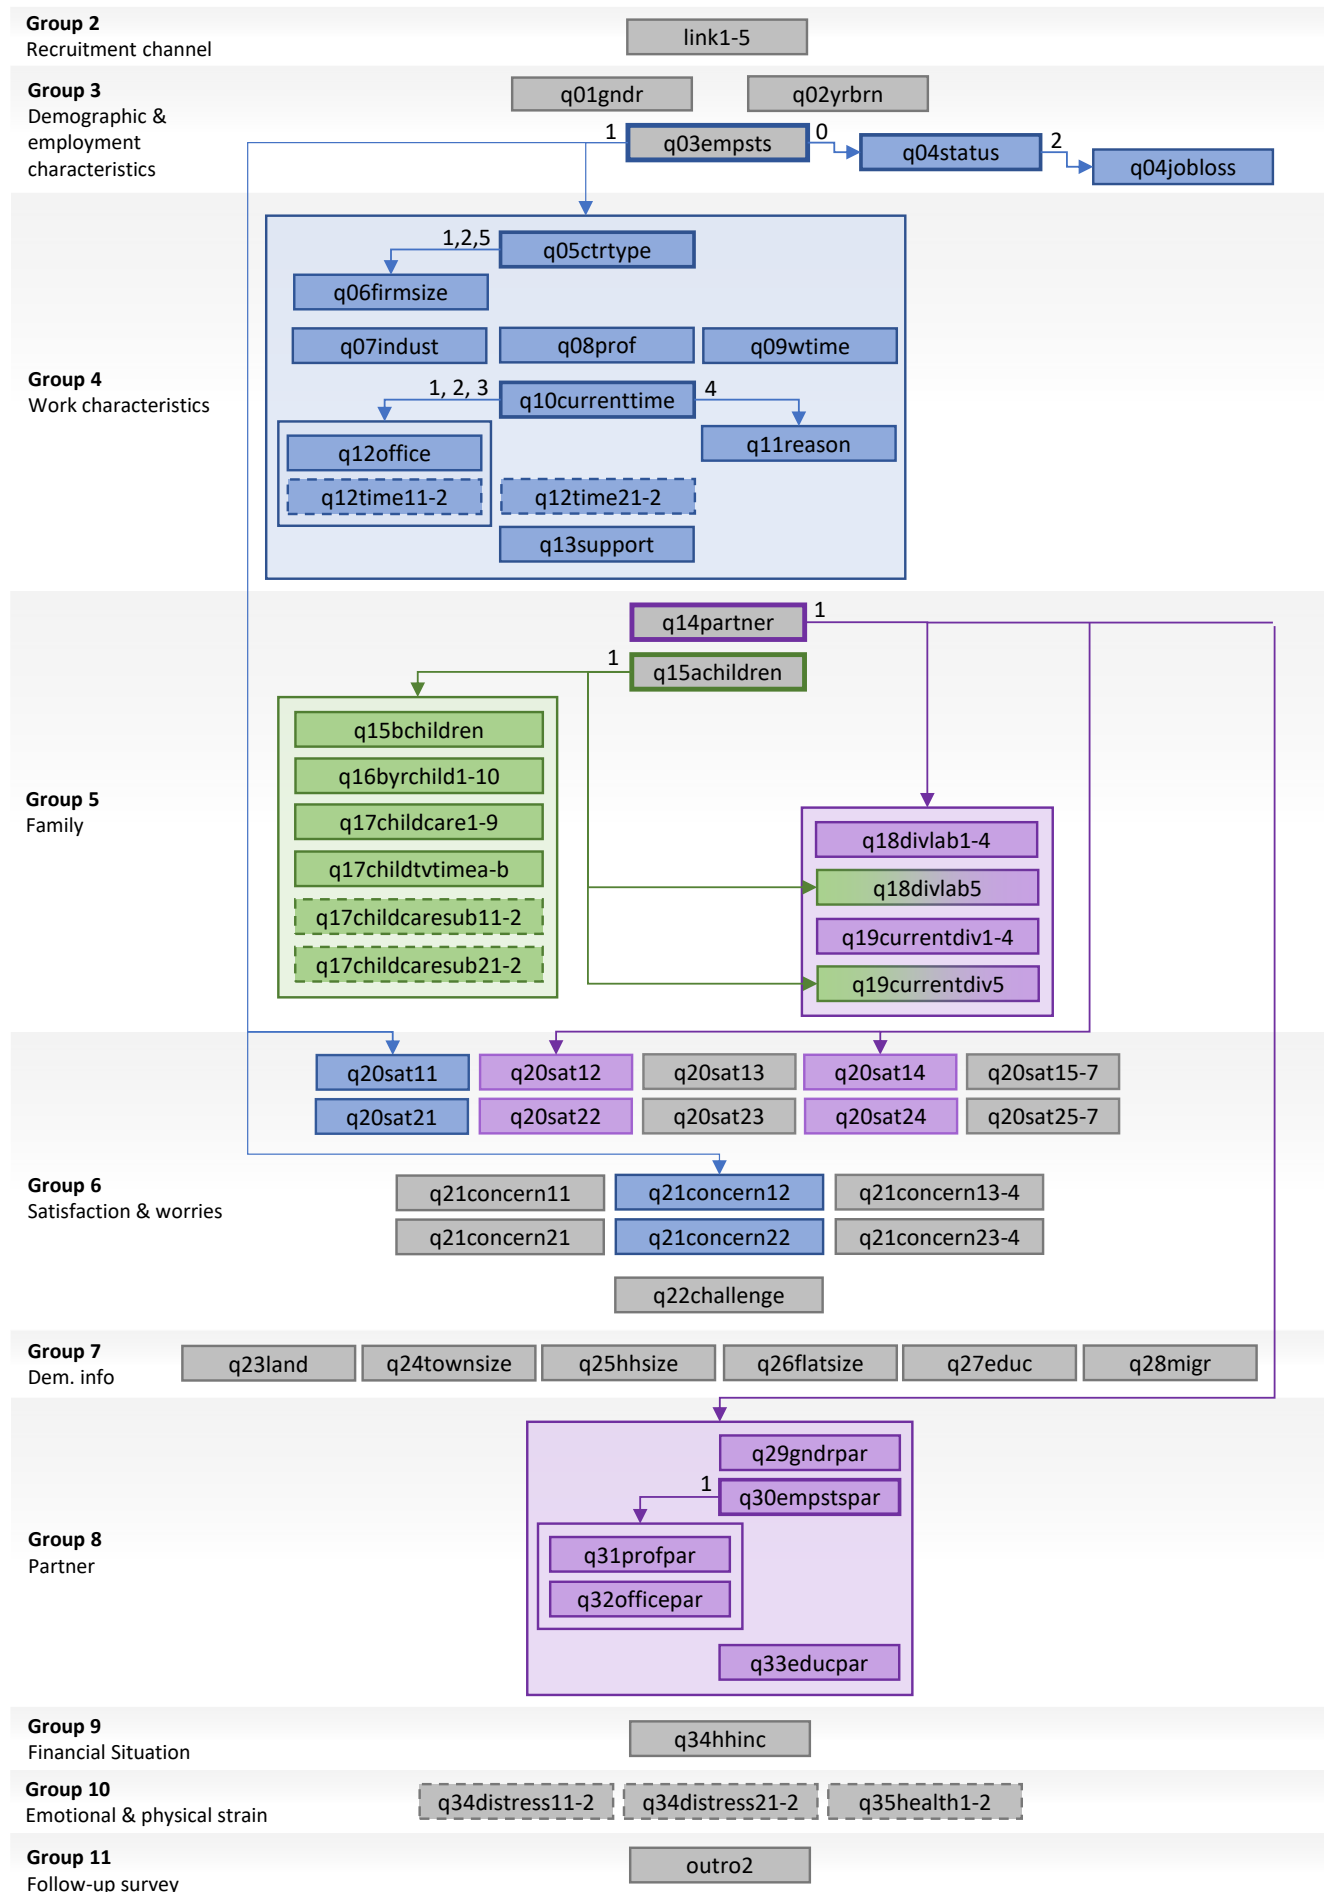 Group 2
Recruitment channel
link1-5
Group 3
Demographic &
employment
characteristics
q01gndr
q02yrbrn
1
q03empsts
0
q04status
2
q04jobloss
Group 4
Work characteristics
1,2,5
q05ctrtype
q06firmsize
q07indust
q08prof
q09wtime
1, 2, 3
q10currenttime
4
q11reason
q12office
q12time11-2
q12time21-2
q13support
Group 5
Family
q14partner
1
1
q15achildren
q15bchildren
q16byrchild1-10
q17childcare1-9
q17childtvtimea-b
q17childcaresub11-2
q17childcaresub21-2
q18divlab1-4
q18divlab5
q19currentdiv1-4
q19currentdiv5
Group 6
Satisfaction & worries
q20sat11
q20sat12
q20sat13
q20sat14
q20sat15-7
q20sat21
q20sat22
q20sat23
q20sat24
q20sat25-7
q21concern11
q21concern12
q21concern13-4
q21concern21
q21concern22
q21concern23-4
q22challenge
Group 7
Dem. info
q23land
q24townsize
q25hhsize
q26flatsize
q27educ
q28migr
Group 8
Partner
q29gndrpar
1
q30empstspar
q31profpar
q32officepar
q33educpar
Group 9
Financial Situation
q34hhinc
Group 10
Emotional & physical strain
q34distress11-2
q34distress21-2
q35health1-2
Group 11
Follow-up survey
outro2